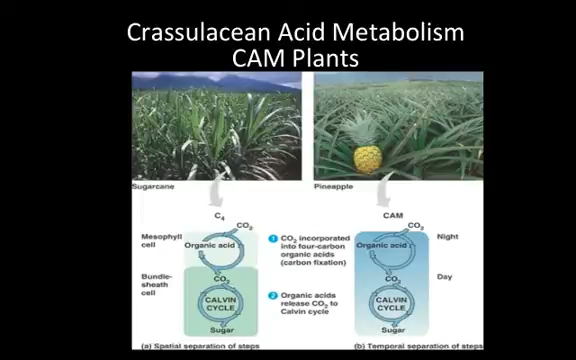 Crassulacean Acid Metabolism
CAM Plants
Sugarcane
Pineapple
C4
CAM
CO2
CO2
Mesophyll
cell
Organic acid
1 CO2 incorporated
into four-carbon
organic acids
(carbon fixation)
Organic acid
Night
Bundle-
sheath
cell
CO2
CALVIN
CYCLE
Sugar
2 Organic acids
release CO2 to
Calvin cycle
CO2
CALVIN
CYCLE
Sugar
Day
(a) Spatial separation of steps
(b) Temporal separation of steps